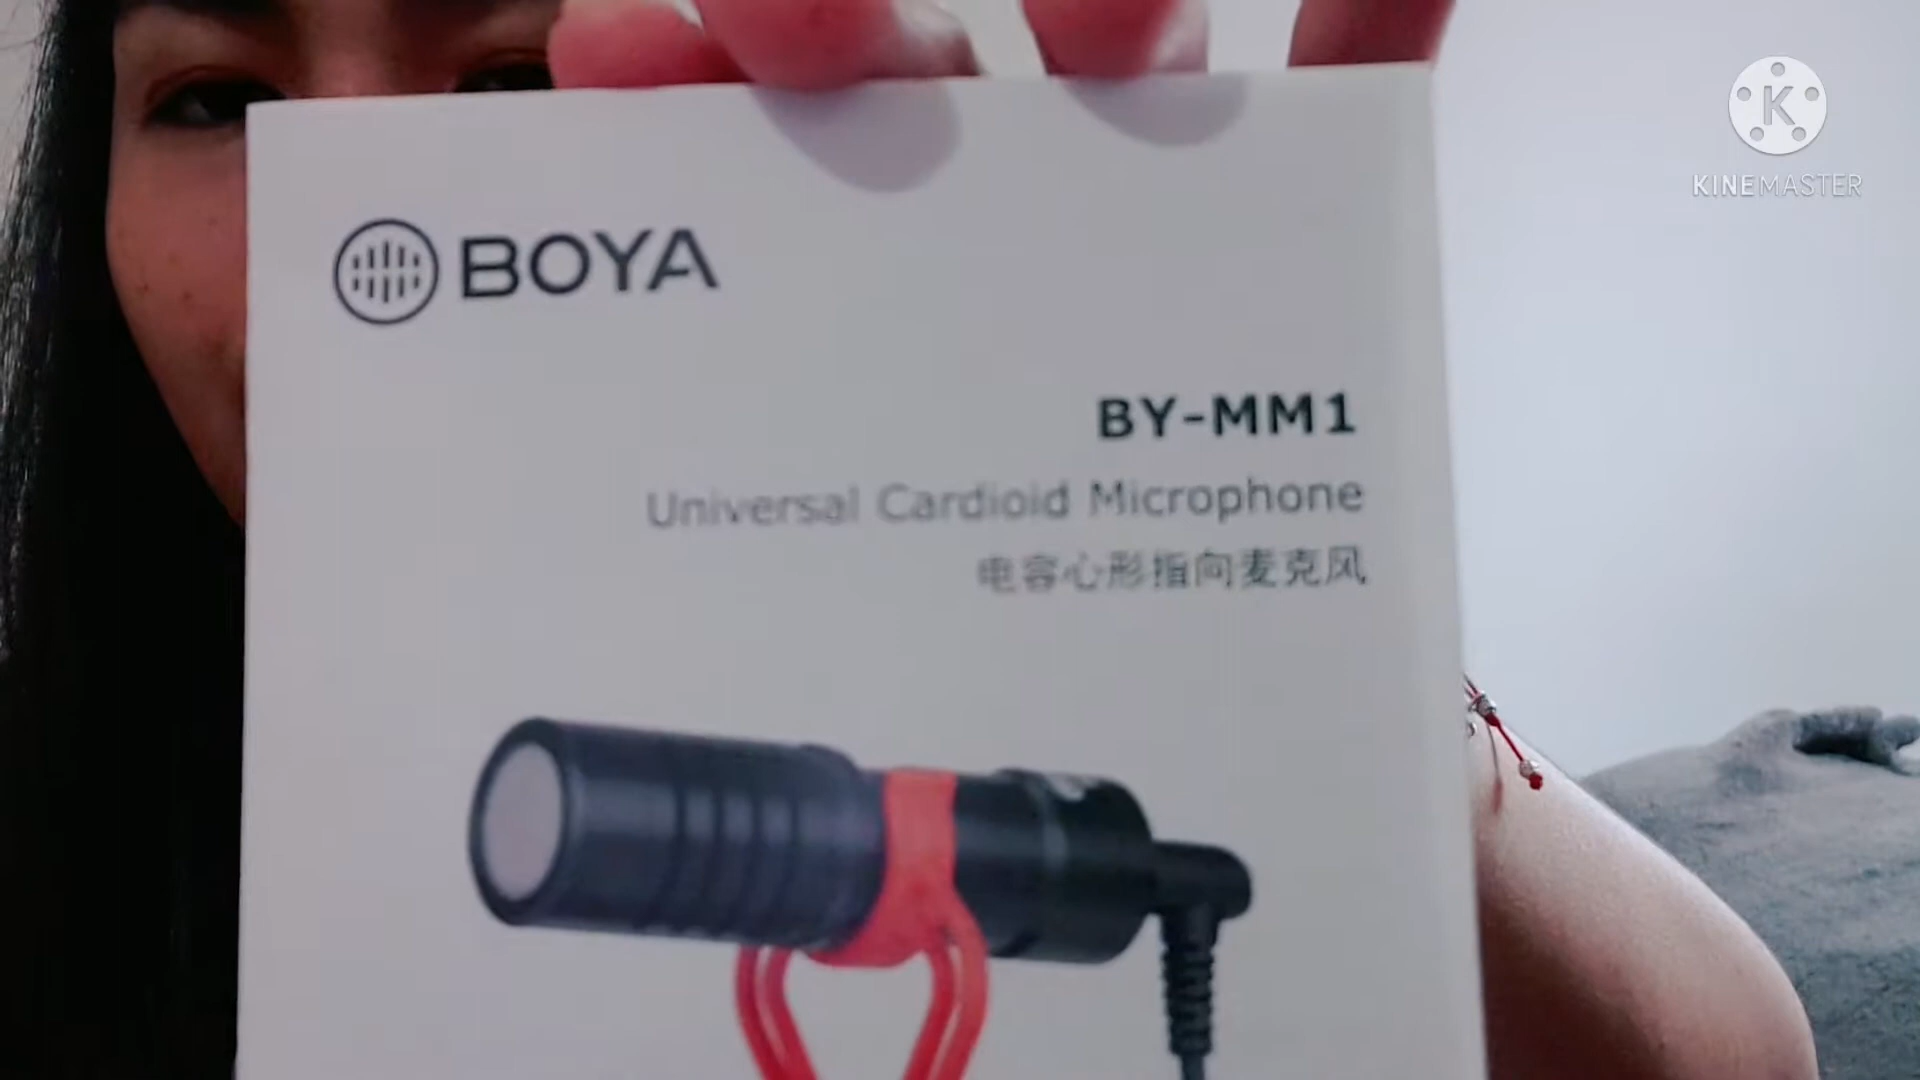 BOYA
BY-MM1
Universal Cardioid Microphone
电容心形指向麦克风
K
KINEMASTER